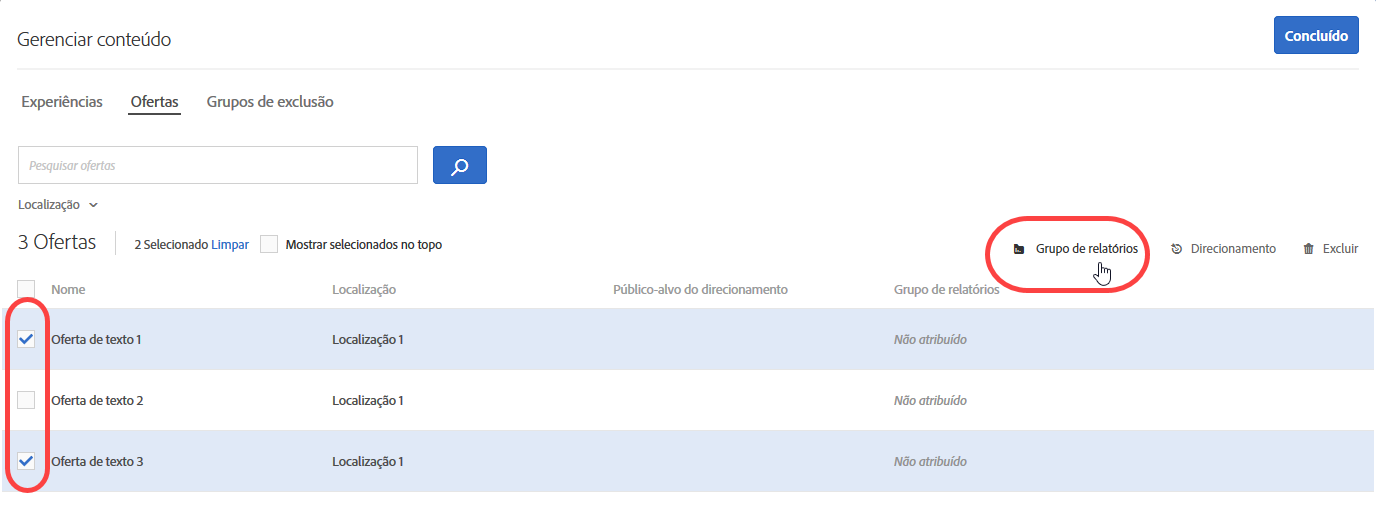 Gerenciar conteúdo
Concluído
Experiências Ofertas Grupos de exclusão
Pesquisar ofertas
Localização
3 Ofertas 2 Selecionado Limpar Mostrar selecionados no topo Grupo de relatórios Direcionamento Excluir
Nome Localização Público-alvo do direcionamento Grupo de relatórios
Oferta de texto 1 Localização 1 Não atribuído
Oferta de texto 2 Localização 1 Não atribuído
Oferta de texto 3 Localização 1 Não atribuído